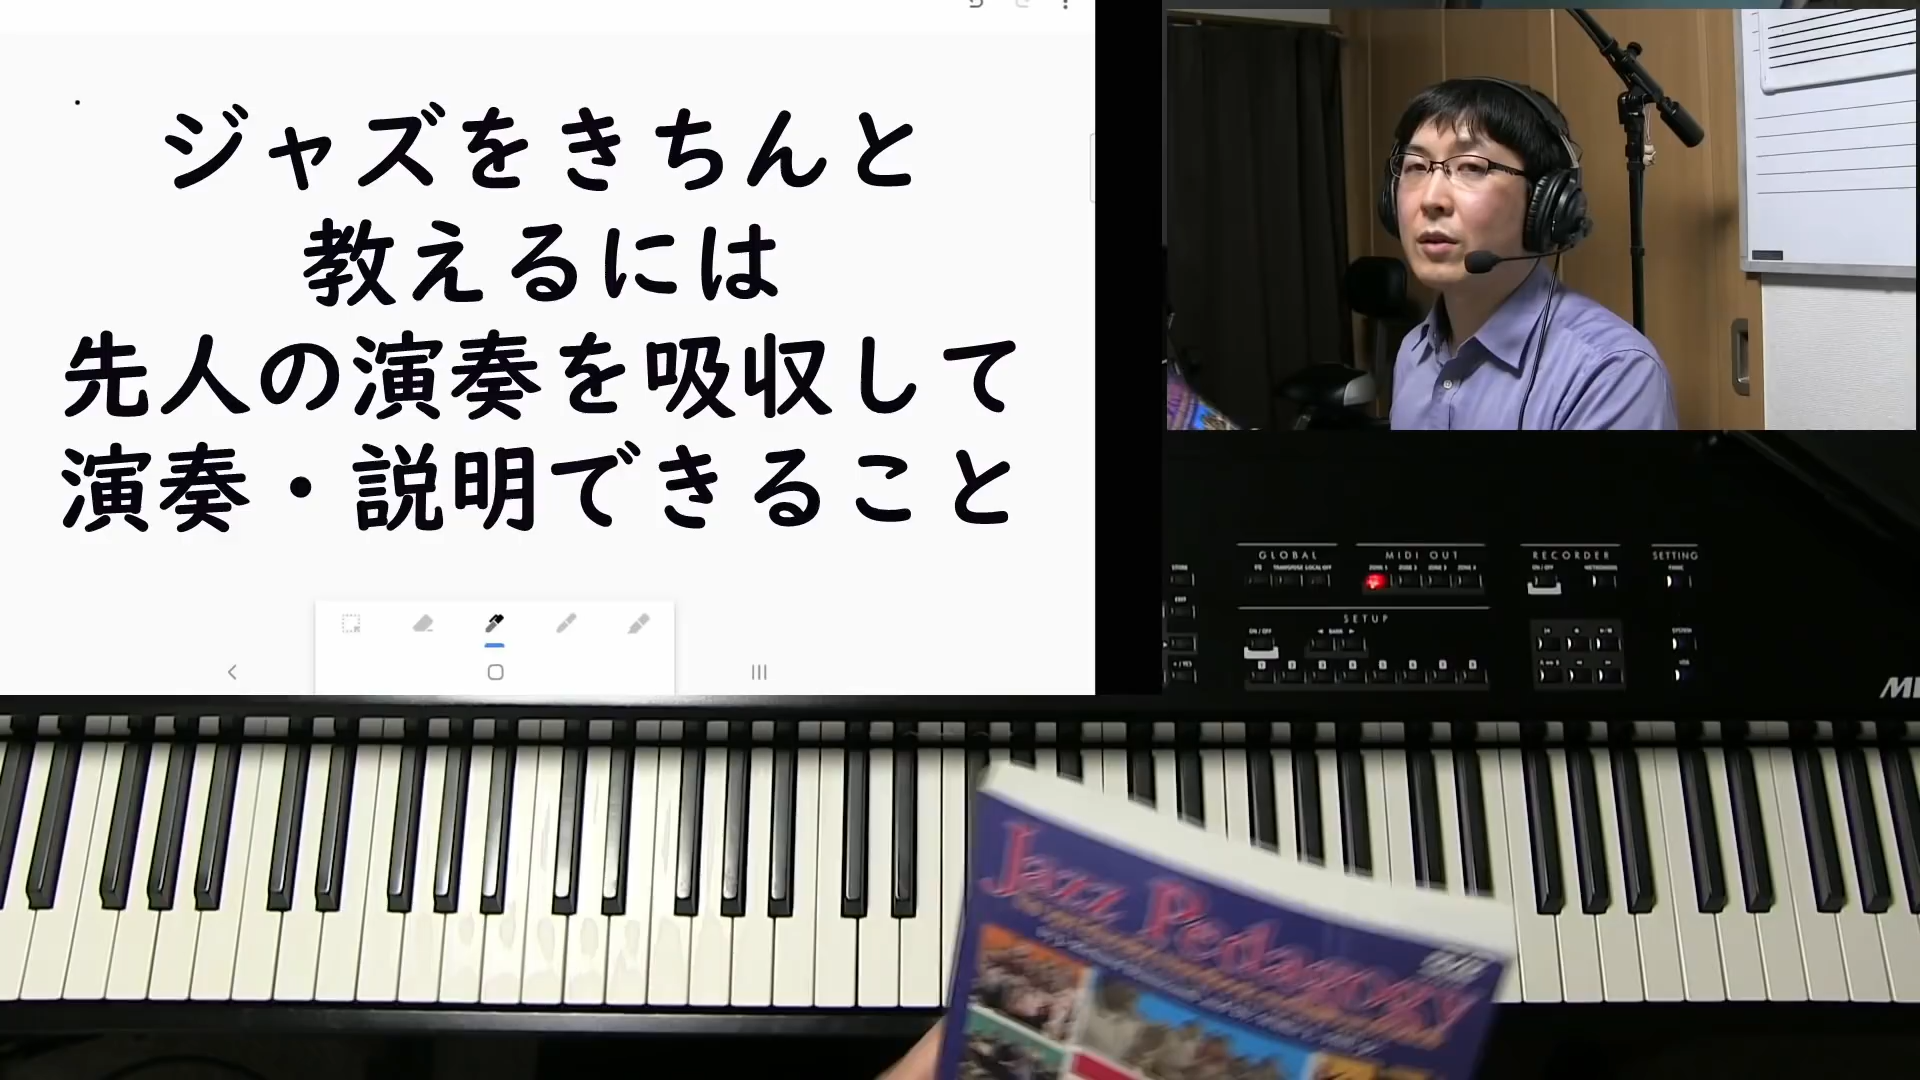 ジャズをきちんと
教えるには
先人の演奏を吸収して
演奏・説明できること
GLOBAL
MIDI OUT
RECORDER
SETTING
SETUP
Jazz Pedagogy